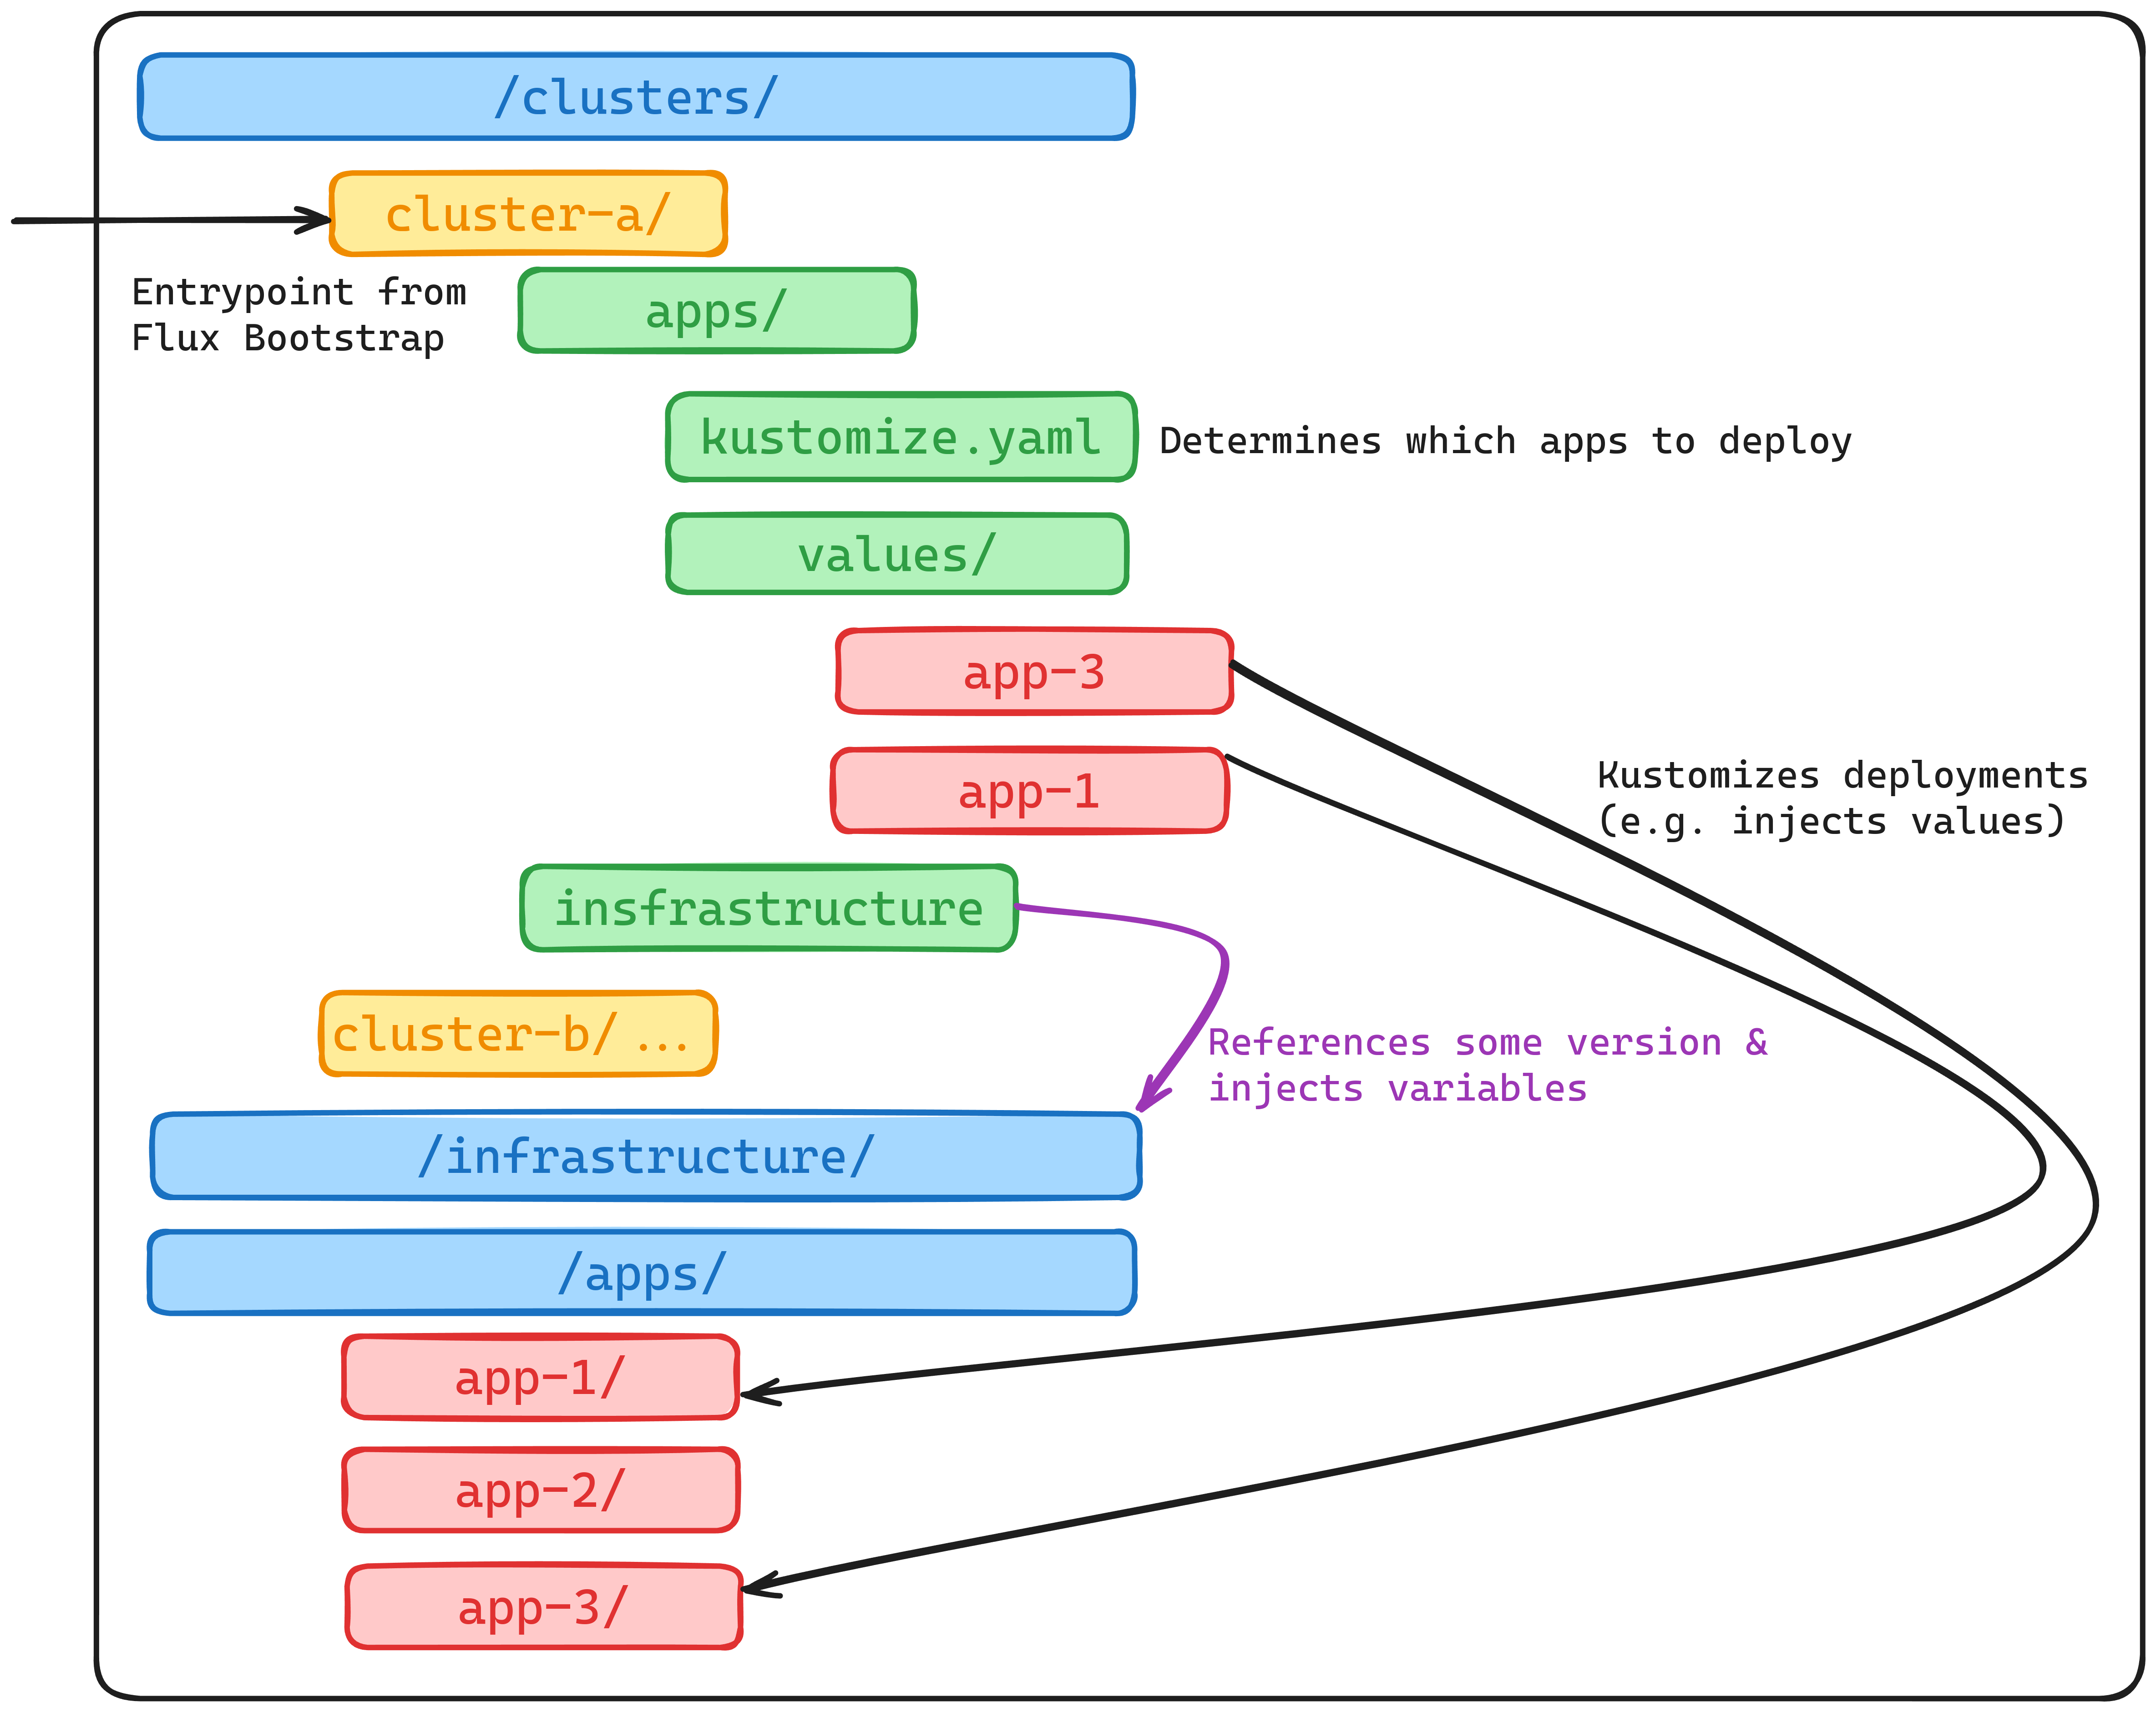 /clusters/
cluster-a/
Entrypoint from
Flux Bootstrap
apps/
kustomize.yaml
Determines which apps to deploy
values/
app-3
app-1
Kustomizes deployments
(e.g. injects values)
insfrastructure
cluster-b/ ...
References some version &
injects variables
/infrastructure/
/apps/
app-1/
app-2/
app-3/